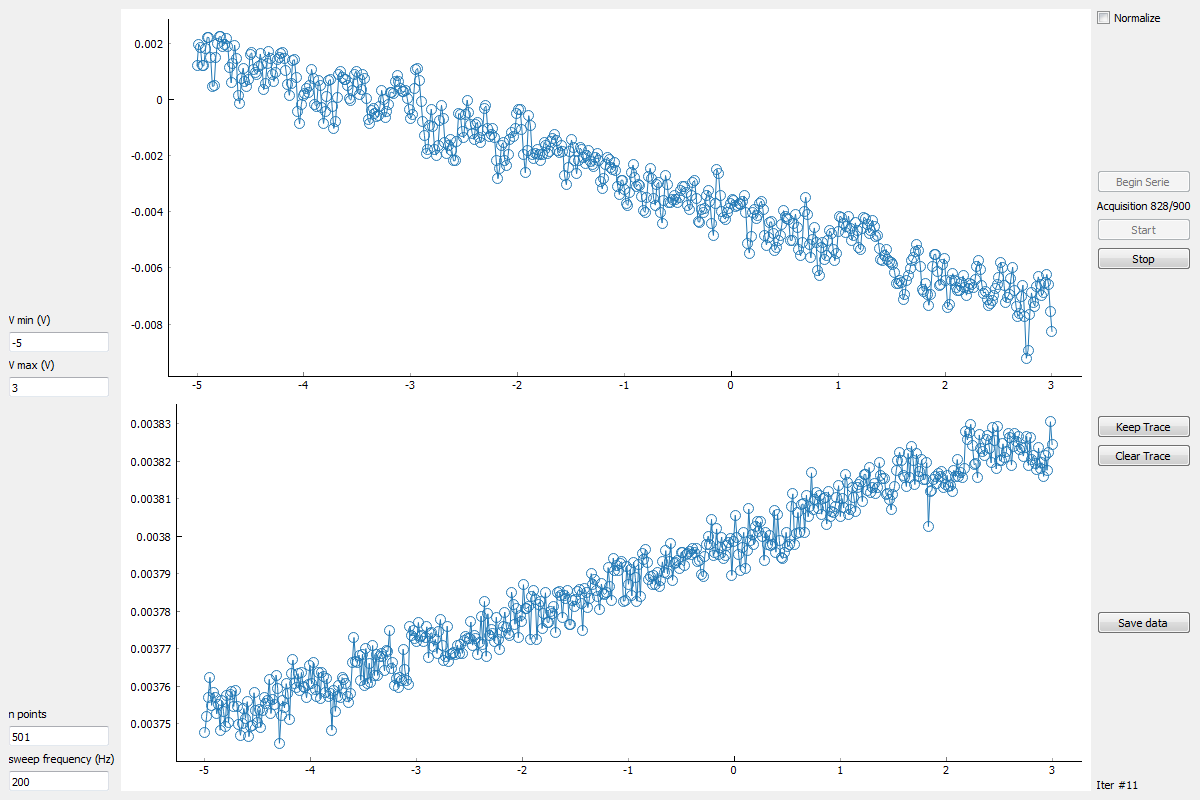 Normalize
0.002
0
-0.002
-0.004
-0.006
-0.008
-5 -4 -3 -2 -1 0 1 2 3
Begin Serie
Acquisition 828/900
Start
Stop
V min (V)
-5
V max (V)
3
0.00383
0.00382
0.00381
0.0038
0.00379
0.00378
0.00377
0.00376
0.00375
-5 -4 -3 -2 -1 0 1 2 3
Keep Trace
Clear Trace
Save data
n points
501
sweep frequency (Hz)
200
Iter #11